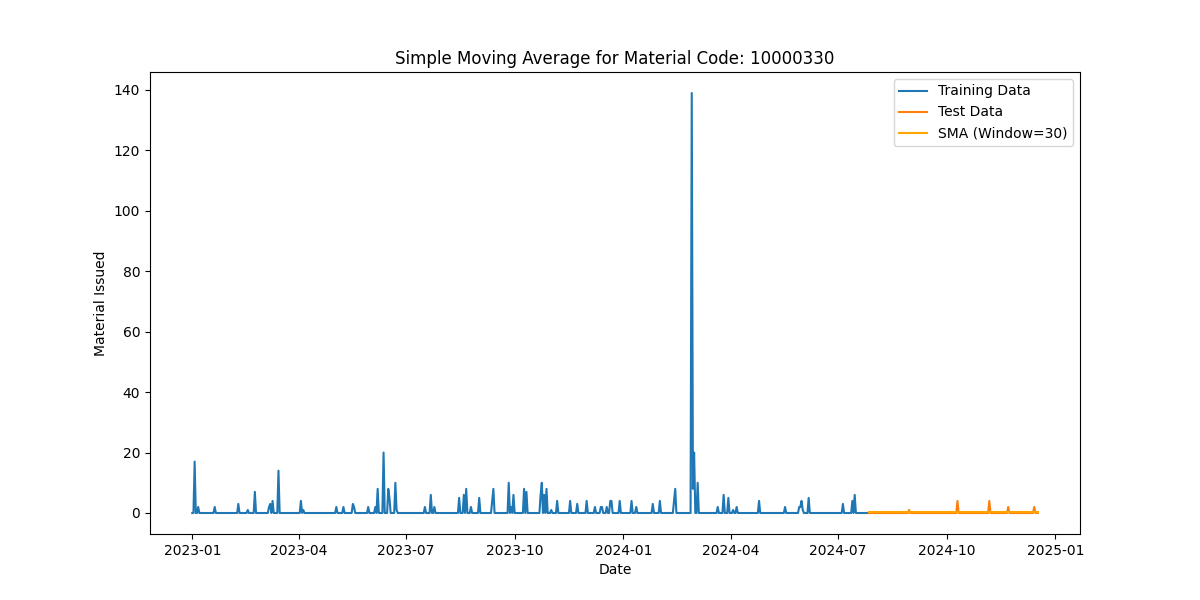 Simple Moving Average for Material Code: 10000330
Training Data
Test Data
SMA (Window=30)
Material Issued
140
120
100
80
60
40
20
0
2023-01 2023-04 2023-07 2023-10 2024-01 2024-04 2024-07 2024-10 2025-01
Date